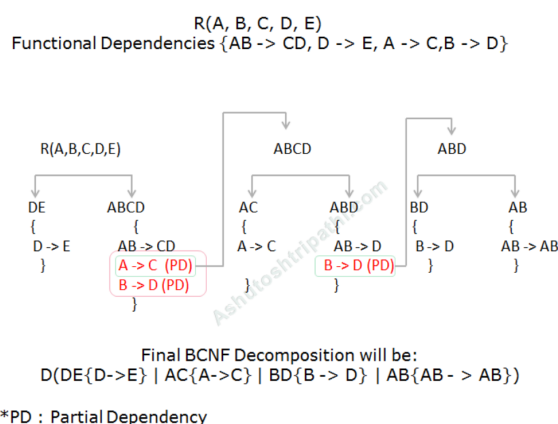 R(A, B, C, D, E)
Functional Dependencies {AB -> CD, D -> E, A -> C,B -> D}
R(A,B,C,D,E)
ABCD
ABD
DE
ABCD
AC
ABD
BD
AB
{
{
{
{
{
{
D -> E
AB -> CD
A -> C
AB -> D
B -> D
AB -> AB
}
A -> C (PD)
B -> D (PD)
}
}
B -> D (PD)
}
}
}
Ashutoshtripathi.com
Final BCNF Decomposition will be:
D(DE{D->E} | AC{A->C} | BD{B -> D} | AB{AB - > AB})
*PD : Partial Dependency